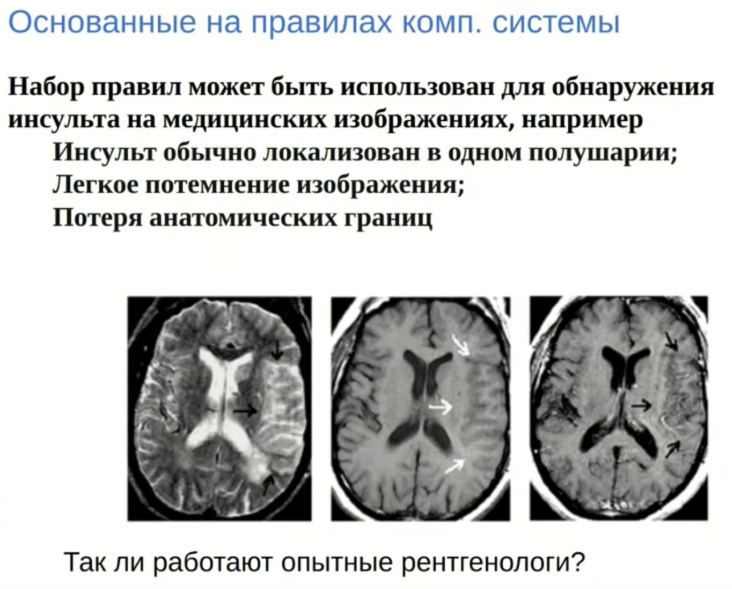 Основанные на правилах комп. системы
Набор правил может быть использован для обнаружения
инсульта на медицинских изображениях, например
Инсульт обычно локализован в одном полушарии;
Легкое потемнение изображения;
Потеря анатомических границ
Так ли работают опытные рентгенологи?